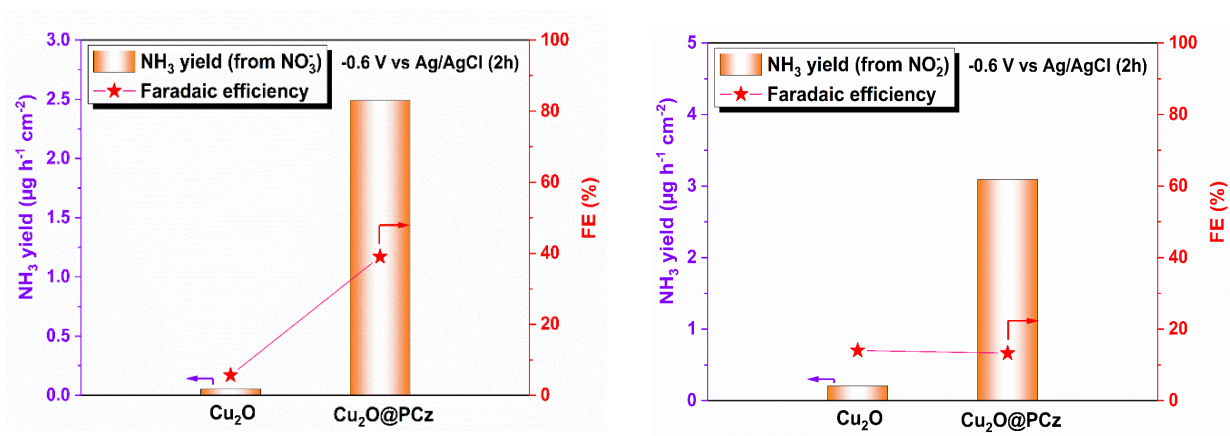 NH₃ yield (from NO₃⁻)
Faradaic efficiency
-0.6 V vs Ag/AgCl (2h)
NH₃ yield (µg h⁻¹ cm⁻²)
3.0
2.5
2.0
1.5
1.0
0.5
0.0
100
80
60
40
20
0
FE (%)
Cu₂O
Cu₂O@PCz
NH₃ yield (from NO₂⁻)
Faradaic efficiency
-0.6 V vs Ag/AgCl (2h)
NH₃ yield (µg h⁻¹ cm⁻²)
5
4
3
2
1
0
100
80
60
40
20
0
FE (%)
Cu₂O
Cu₂O@PCz